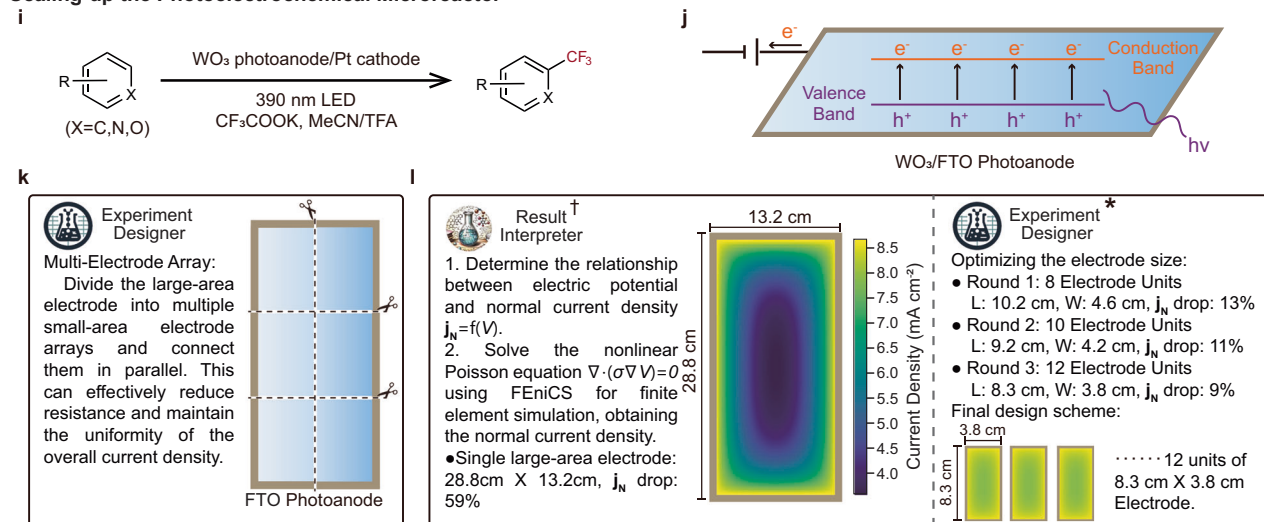 Scaling up the Photoelectrochemical Microreactor
i
R
X
(X=C,N,O)
WO₃ photoanode/Pt cathode
390 nm LED
CF₃COOK, MeCN/TFA
R
X
CF₃
j
e⁻
e⁻ e⁻ e⁻ e⁻
Conduction
Band
Valence
Band
h⁺ h⁺ h⁺ h⁺
hν
WO₃/FTO Photoanode
k
Experiment
Designer
Multi-Electrode Array:
Divide the large-area
electrode into multiple
small-area electrode
arrays and connect
them in parallel. This
can effectively reduce
resistance and maintain
the uniformity of the
overall current density.
FTO Photoanode
l
Result†
Interpreter
1. Determine the relationship
between electric potential
and normal current density
j_N=f(V).
2. Solve the nonlinear
Poisson equation ∇·(σ∇V)=0
using FEniCS for finite
element simulation, obtaining
the normal current density.
●Single large-area electrode:
28.8cm X 13.2cm, j_N drop:
59%
13.2 cm
28.8 cm
8.5
8.0
7.5
7.0
6.5
6.0
5.5
5.0
4.5
4.0
Current Density (mA cm⁻²)
Experiment*
Designer
Optimizing the electrode size:
● Round 1: 8 Electrode Units
L: 10.2 cm, W: 4.6 cm, j_N drop: 13%
● Round 2: 10 Electrode Units
L: 9.2 cm, W: 4.2 cm, j_N drop: 11%
● Round 3: 12 Electrode Units
L: 8.3 cm, W: 3.8 cm, j_N drop: 9%
Final design scheme:
3.8 cm
8.3 cm
······12 units of
8.3 cm X 3.8 cm
Electrode.